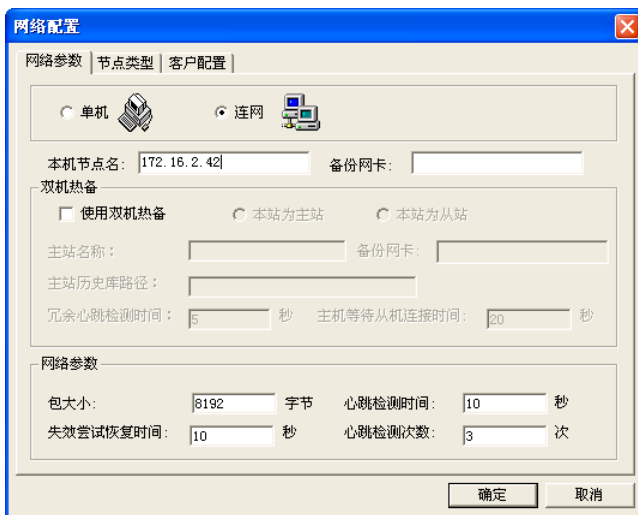 网络配置
网络参数 节点类型 客户配置
单机 连网
本机节点名: 172.16.2.42 备份网卡:
双机热备
使用双机热备 本站为主站 本站为从站
主站名称: 备份网卡:
主站历史库路径:
冗余心跳检测时间: 5 秒 主机等待从机连接时间: 20 秒
网络参数
包大小: 8192 字节 心跳检测时间: 10 秒
失效尝试恢复时间: 10 秒 心跳检测次数: 3 次
确定 取消